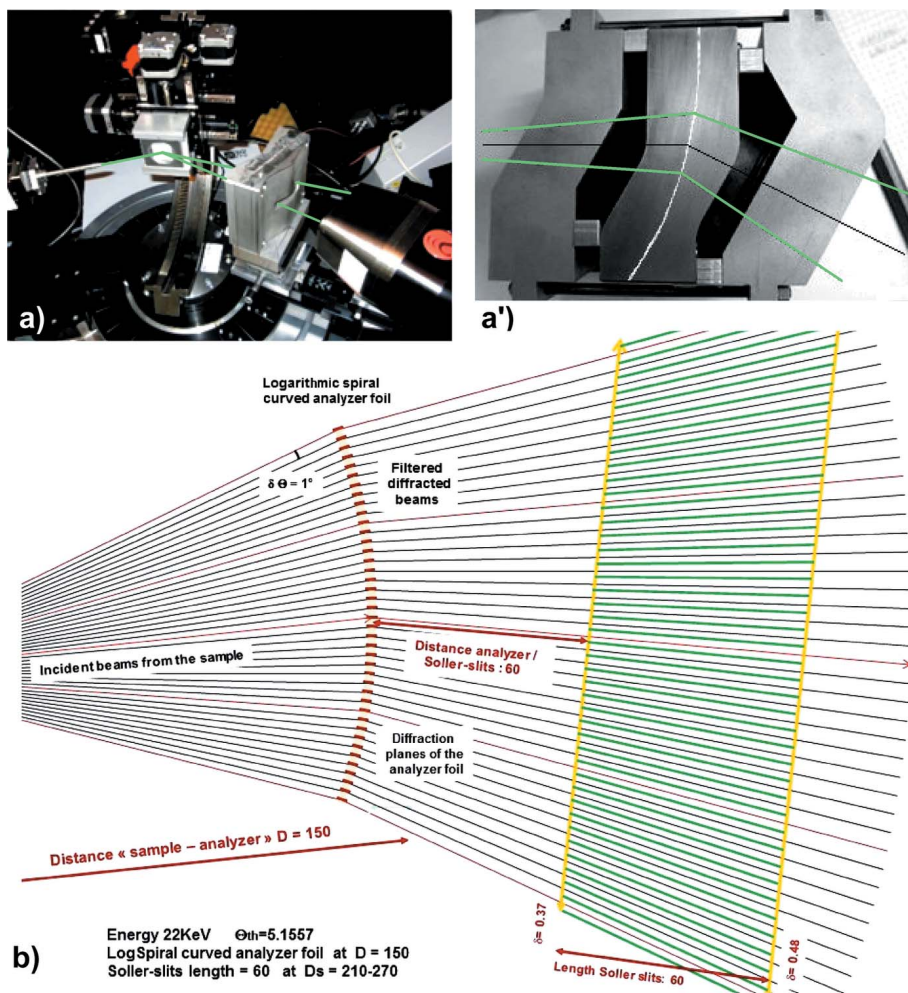 a)
a')
Logarithmic spiral
curved analyzer foil
δ Θ = 1°
Filtered
diffracted
beams
Incident beams from the sample
Distance analyzer /
Soller-slits : 60
Diffraction
planes of the
analyzer foil
Distance « sample – analyzer » D = 150
δ= 0.37
δ= 0.48
Length Soller slits: 60
b)
Energy 22KeV Θth=5.1557
LogSpiral curved analyzer foil at D = 150
Soller-slits length = 60 at Ds = 210-270